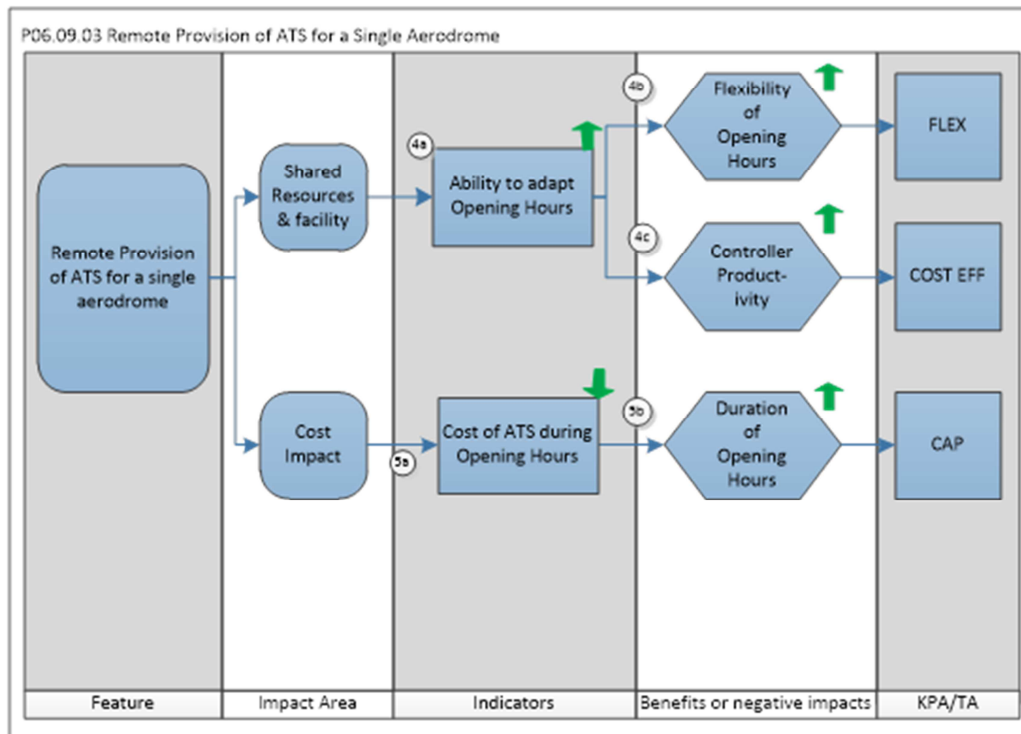 P06.09.03 Remote Provision of ATS for a Single Aerodrome
Remote Provision
of ATS for a single
aerodrome
Shared
Resources
& facility
4a
Ability to adapt
Opening Hours
4b
Flexibility
of
Opening
Hours
FLEX
4c
Controller
Product-
ivity
COST EFF
Cost
Impact
5a
Cost of ATS during
Opening Hours
5b
Duration
of
Opening
Hours
CAP
Feature
Impact Area
Indicators
Benefits or negative impacts
KPA/TA